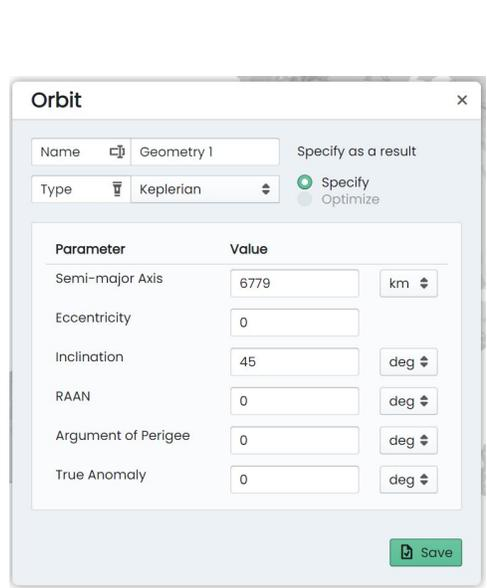 Orbit ×
Name Geometry 1 Specify as a result
Type Keplerian Specify
Optimize
Parameter Value
Semi-major Axis 6779 km
Eccentricity 0
Inclination 45 deg
RAAN 0 deg
Argument of Perigee 0 deg
True Anomaly 0 deg
Save